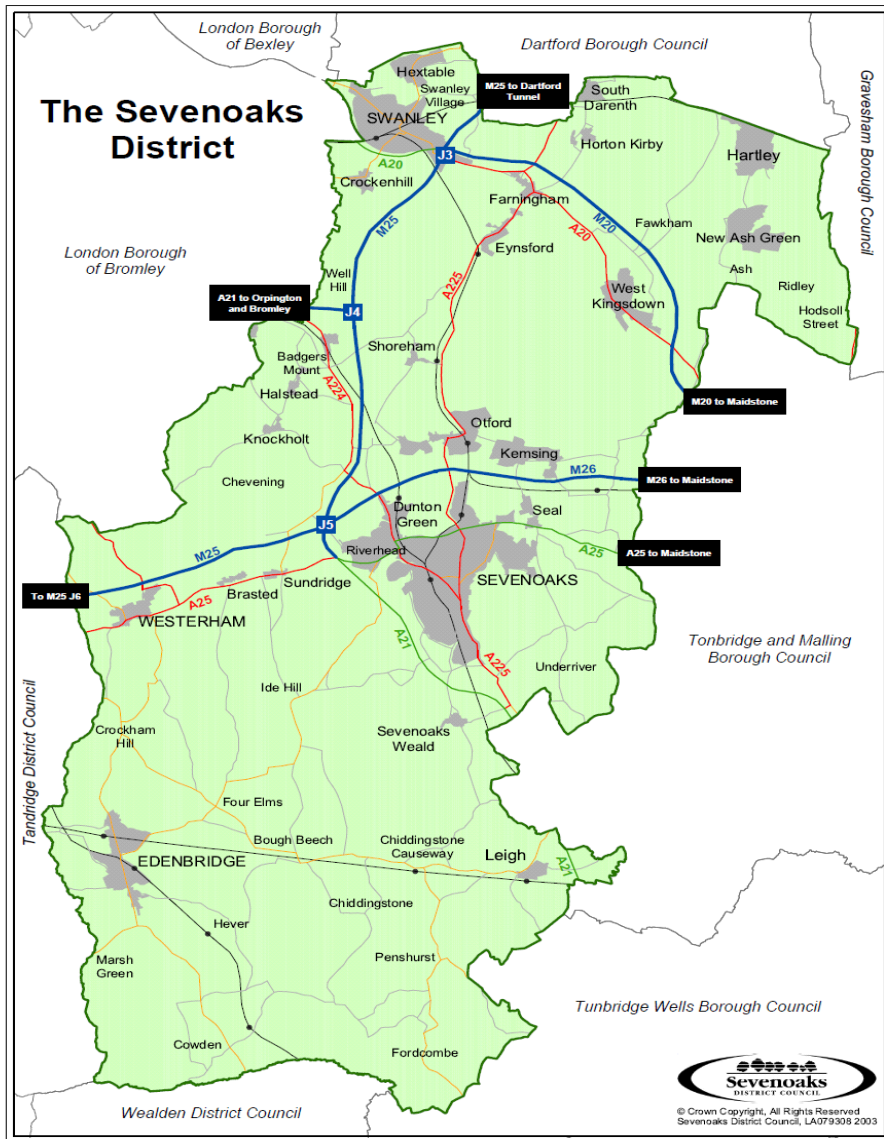 London Borough
of Bexley
Dartford Borough Council
The Sevenoaks
District
Hextable
Swanley
Village
SWANLEY
M25 to Dartford
Tunnel
South
Darenth
Gravesham Borough Council
J3
A20
Horton Kirby
Hartley
Crockenhill
Farningham
M25
M20
Fawkham
A20
New Ash Green
Eynsford
London Borough
of Bromley
Well
Hill
A225
Ash
Ridley
West
Kingsdown
Hodsoll
Street
A21 to Orpington
and Bromley
J4
Shoreham
Badgers
Mount
A224
Halstead
M20 to Maidstone
Otford
Knockholt
Kemsing
M26
M26 to Maidstone
Chevening
Dunton
Green
Seal
J5
M25
Riverhead
A25
A25 to Maidstone
Sundridge
SEVENOAKS
Brasted
To M25 J6
A25
WESTERHAM
A21
Tonbridge and Malling
Borough Council
A225
Underriver
Ide Hill
Sevenoaks
Weald
Crockham
Hill
Tandridge District Council
Four Elms
Bough Beech
Chiddingstone
Causeway
Leigh
A21
EDENBRIDGE
Chiddingstone
Hever
Marsh
Green
Penshurst
Tunbridge Wells Borough Council
Cowden
Fordcombe
Wealden District Council
Sevenoaks
DISTRICT COUNCIL
© Crown Copyright, All Rights Reserved
Sevenoaks District Council, LA079308 2003